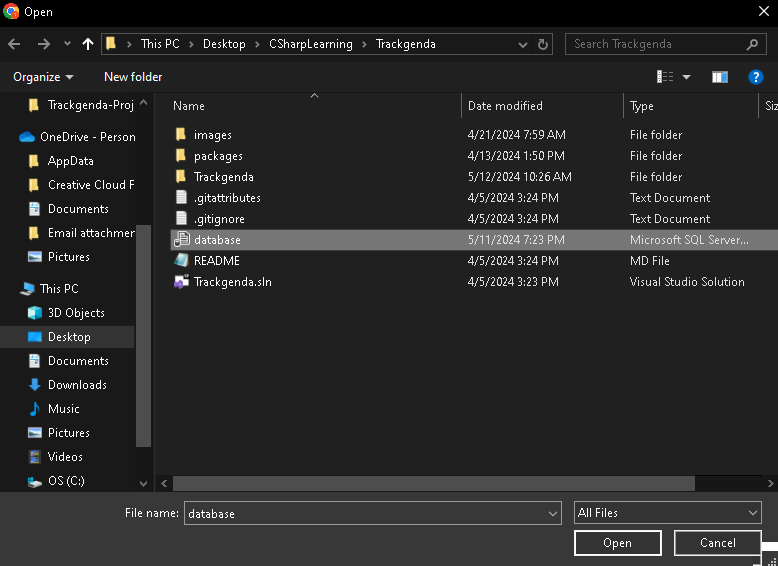 Open
This PC > Desktop > CSharpLearning > Trackgenda
Search Trackgenda
Organize
New folder
Trackgenda-Proj
OneDrive - Person
AppData
Creative Cloud F
Documents
Email attachmen
Pictures
This PC
3D Objects
Desktop
Documents
Downloads
Music
Pictures
Videos
OS (C:)
Name Date modified Type Siz
images 4/21/2024 7:59 AM File folder
packages 4/13/2024 1:50 PM File folder
Trackgenda 5/12/2024 10:26 AM File folder
.gitattributes 4/5/2024 3:24 PM Text Document
.gitignore 4/5/2024 3:24 PM Text Document
database 5/11/2024 7:23 PM Microsoft SQL Server...
README 4/5/2024 3:24 PM MD File
Trackgenda.sln 4/5/2024 3:23 PM Visual Studio Solution
File name: database
All Files
Open
Cancel